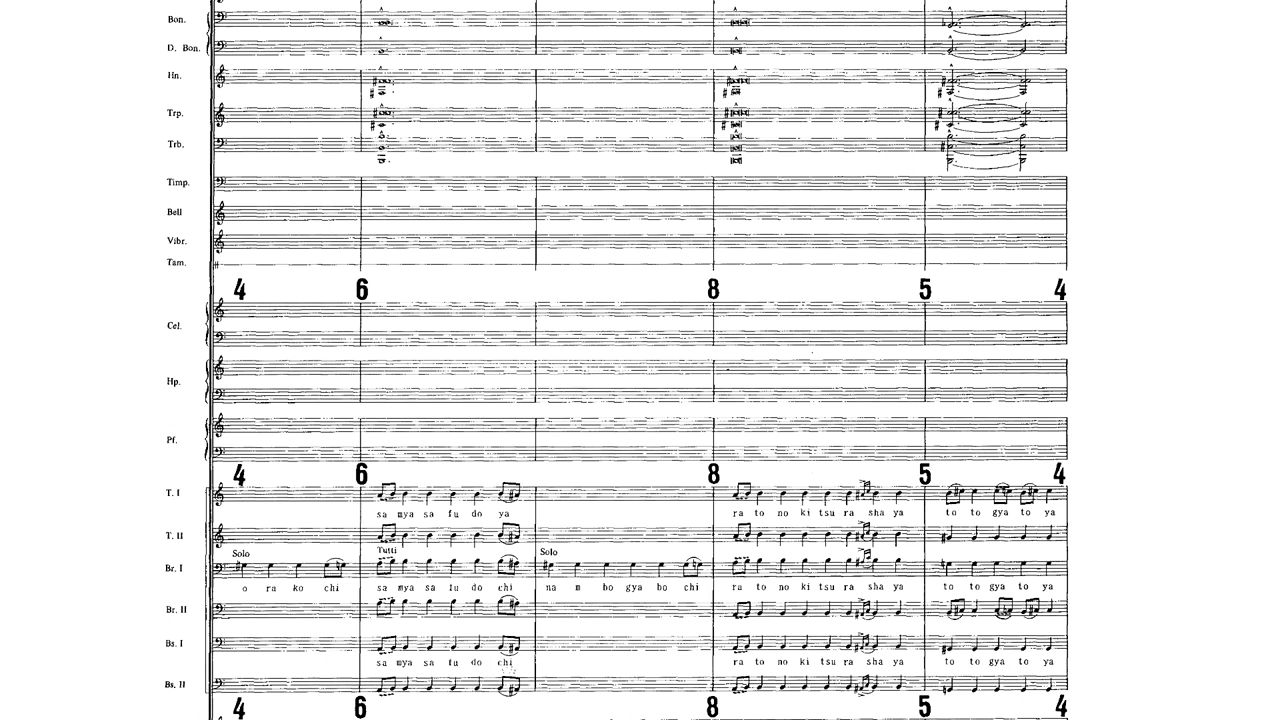 Bon.
D. Bon.
Hn.
Trp.
Trb.
Timp.
Bell
Vibr.
Tam.
4 6 8 5 4
Cel.
Hp.
Pf.
4 6 8 5 4
T. I
sa mya sa fu do ya ra to no ki tsu ra sha ya to to gya to ya
T. II
Solo Tutti Solo
Br. I
o ra ko chi sa mya sa fu do chi na m bo gya bo chi ra to no ki tsu ra sha ya to to gya to ya
Br. II
Bs. I
sa mya sa fu do chi ra to no ki tsu ra sha ya to to gya to ya
Bs. II
4 6 8 5 4